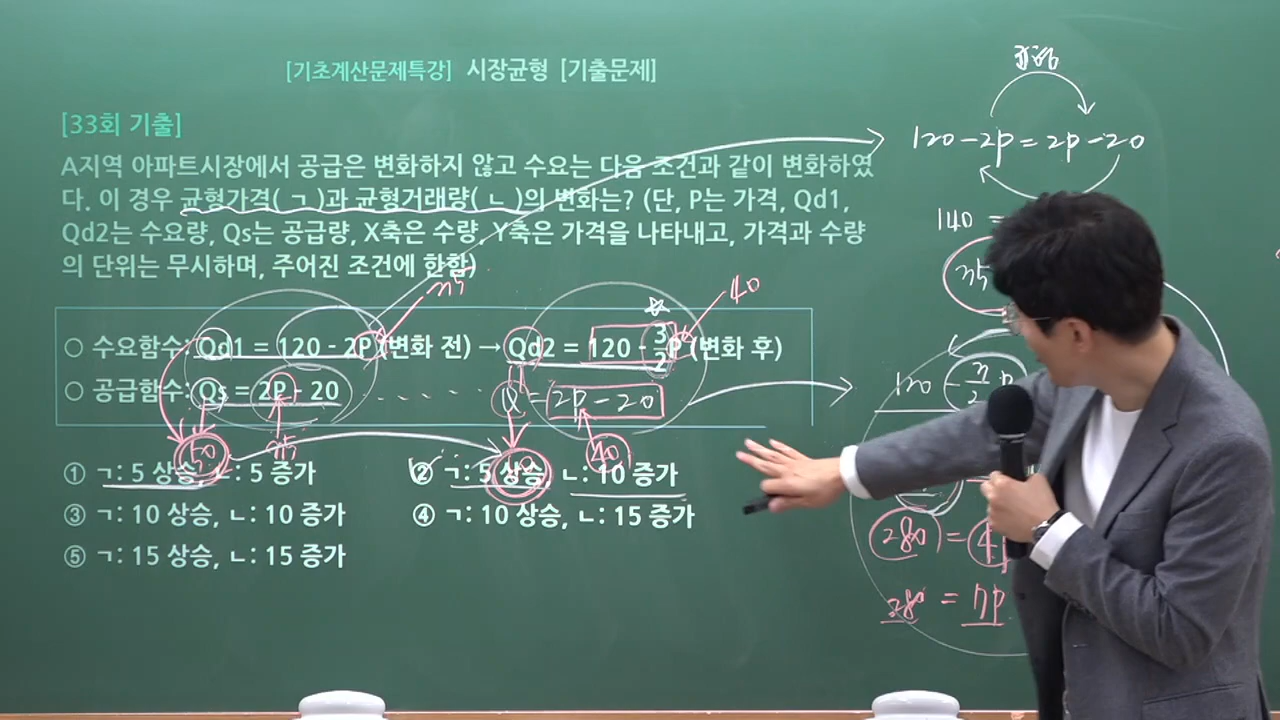 [기초계산문제특강] 시장균형 [기출문제]
[33회 기출]
A지역 아파트시장에서 공급은 변화하지 않고 수요는 다음 조건과 같이 변화하였
다. 이 경우 균형가격( ㄱ )과 균형거래량( ㄴ )의 변화는? (단, P는 가격, Qd1,
Qd2는 수요량, Qs는 공급량, X축은 수량, Y축은 가격을 나타내고, 가격과 수량
의 단위는 무시하며, 주어진 조건에 한함)
35
40
○ 수요함수: Qd1 = 120 - 2P (변화 전) → Qd2 = 120 - 3/2P (변화 후)
○ 공급함수: Qs = 2P - 20 = 2P - 20
50 35 40
① ㄱ: 5 상승, ㄴ: 5 증가 ② ㄱ: 5 상승, ㄴ: 10 증가
③ ㄱ: 10 상승, ㄴ: 10 증가 ④ ㄱ: 10 상승, ㄴ: 15 증가
⑤ ㄱ: 15 상승, ㄴ: 15 증가
120-2P=2P-20
140 =
35
120 -
280 = 4
280 = 7P